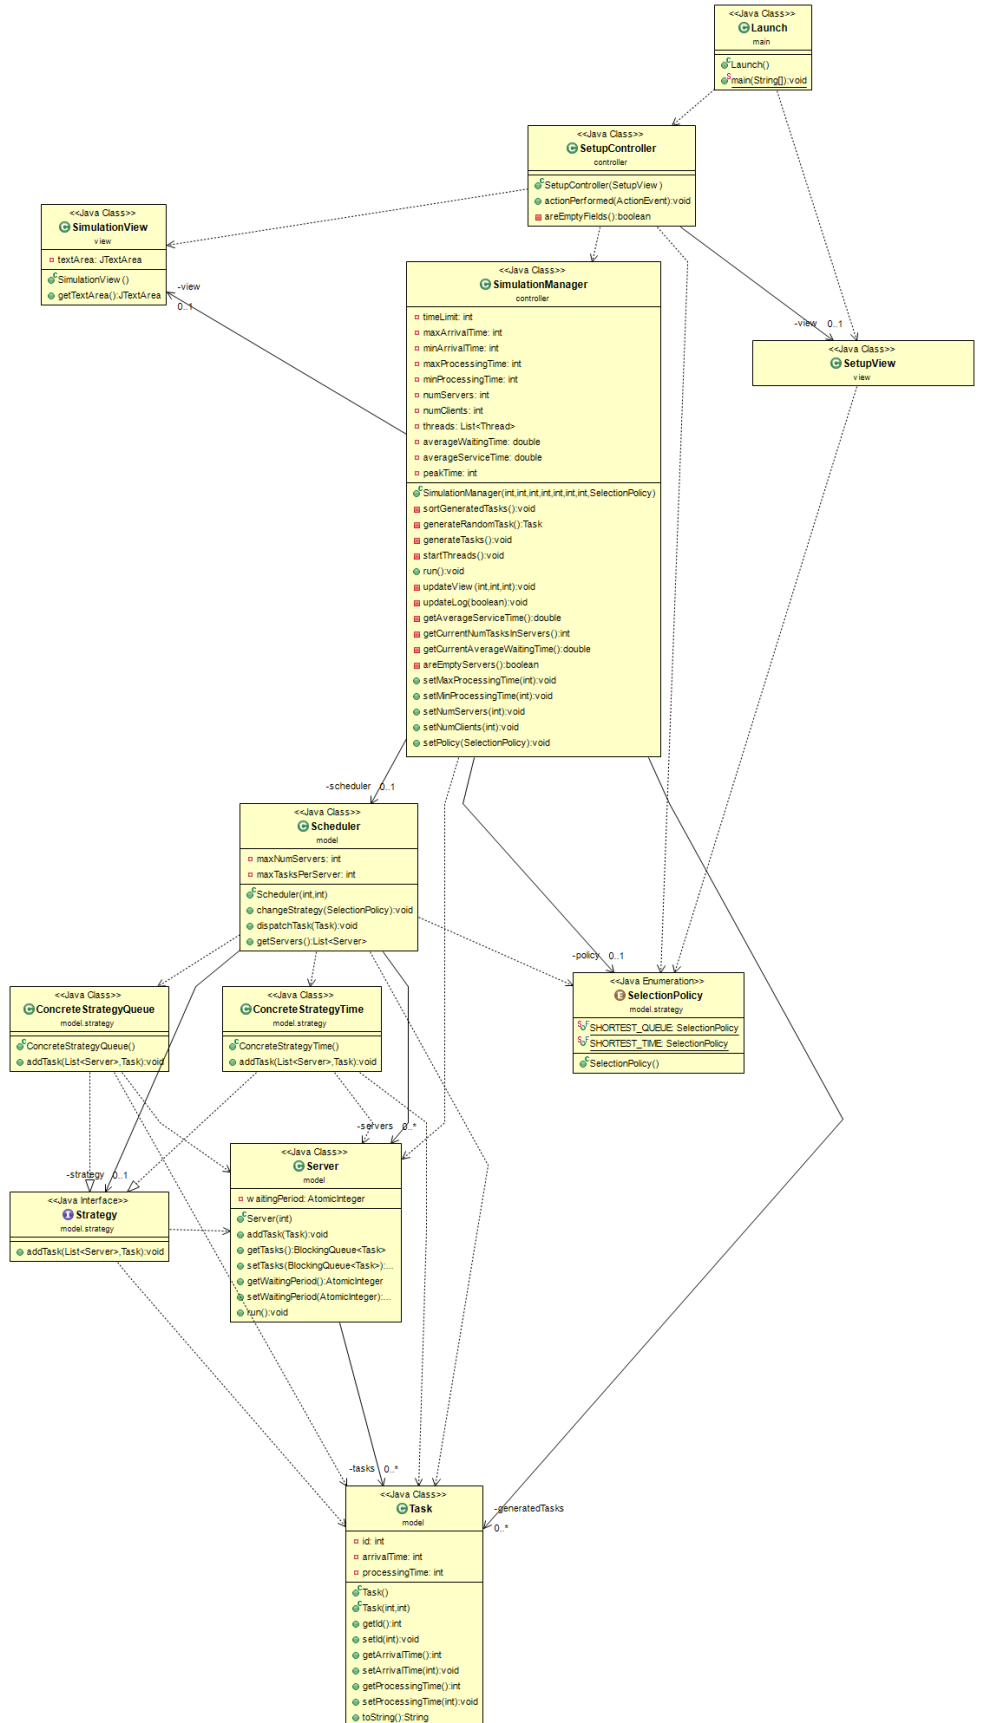 <<Java Class>>
Launch
main
Launch()
main(String[]):void
<<Java Class>>
SetupController
controller
SetupController(SetupView)
actionPerformed(ActionEvent):void
areEmptyFields():boolean
<<Java Class>>
SimulationView
view
textArea: JTextArea
SimulationView()
getTextArea():JTextArea
-view
0..1
<<Java Class>>
SimulationManager
controller
timeLimit: int
maxArrivalTime: int
minArrivalTime: int
maxProcessingTime: int
minProcessingTime: int
numServers: int
numClients: int
threads: List<Thread>
averageWaitingTime: double
averageServiceTime: double
peakTime: int
SimulationManager(int,int,int,int,int,int,int,SelectionPolicy)
sortGeneratedTasks():void
generateRandomTask():Task
generateTasks():void
startThreads():void
run():void
updateView(int,int,int):void
updateLog(boolean):void
getAverageServiceTime():double
getCurrentNumTasksInServers():int
getCurrentAverageWaitingTime():double
areEmptyServers():boolean
setMaxProcessingTime(int):void
setMinProcessingTime(int):void
setNumServers(int):void
setNumClients(int):void
setPolicy(SelectionPolicy):void
-view 0..1
<<Java Class>>
SetupView
view
-scheduler 0..1
<<Java Class>>
Scheduler
model
maxNumServers: int
maxTasksPerServer: int
Scheduler(int,int)
changeStrategy(SelectionPolicy):void
dispatchTask(Task):void
getServers():List<Server>
-policy 0..1
<<Java Enumeration>>
SelectionPolicy
model.strategy
SHORTEST_QUEUE: SelectionPolicy
SHORTEST_TIME: SelectionPolicy
SelectionPolicy()
<<Java Class>>
ConcreteStrategyQueue
model.strategy
ConcreteStrategyQueue()
addTask(List<Server>,Task):void
<<Java Class>>
ConcreteStrategyTime
model.strategy
ConcreteStrategyTime()
addTask(List<Server>,Task):void
-servers 0..*
<<Java Class>>
Server
model
waitingPeriod: AtomicInteger
Server(int)
addTask(Task):void
getTasks():BlockingQueue<Task>
setTasks(BlockingQueue<Task>):...
getWaitingPeriod():AtomicInteger
setWaitingPeriod(AtomicInteger):...
run():void
-strategy 0..1
<<Java Interface>>
Strategy
model.strategy
addTask(List<Server>,Task):void
-tasks 0..*
<<Java Class>>
Task
model
id: int
arrivalTime: int
processingTime: int
Task()
Task(int,int)
getId():int
setId(int):void
getArrivalTime():int
setArrivalTime(int):void
getProcessingTime():int
setProcessingTime(int):void
toString():String
-generatedTasks
0..*